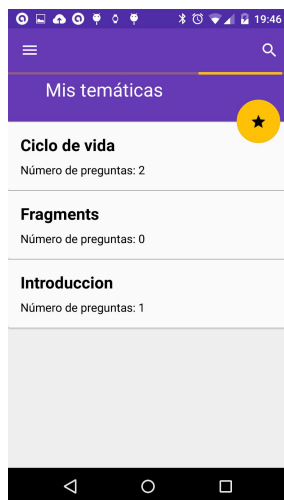 19:46
Mis temáticas
Ciclo de vida
Número de preguntas: 2
Fragments
Número de preguntas: 0
Introduccion
Número de preguntas: 1